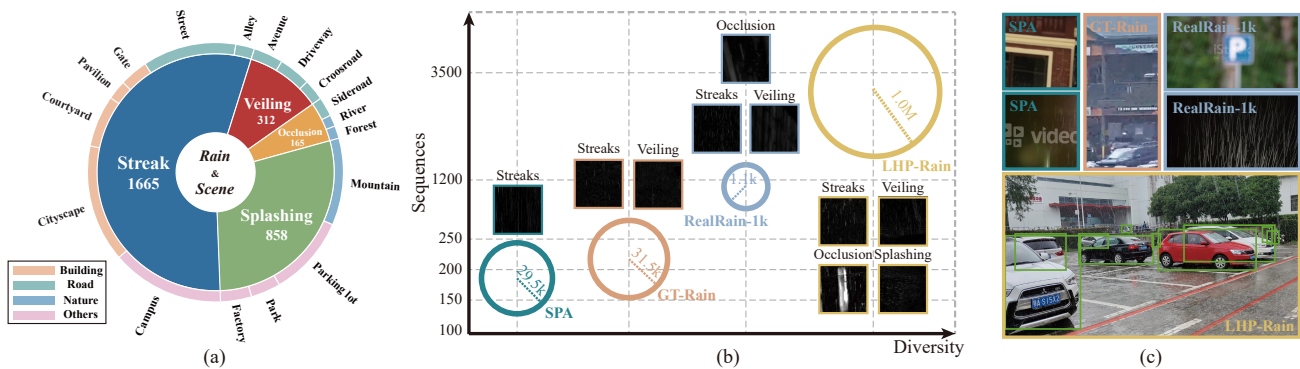 Street
Alley
Avenue
Driveway
Croosroad
Sideroad
River
Forest
Mountain
Parking lot
Park
Factory
Campus
Cityscape
Courtyard
Pavilion
Gate
Veiling
312
Occlusion
165
Streak
1665
Rain
&
Scene
Splashing
858
Building
Road
Nature
Others
(a)
Sequences
3500
1200
250
200
150
100
Streaks
29.5k
SPA
Streaks
Veiling
31.5k
GT-Rain
Occlusion
Streaks
Veiling
1.1k
RealRain-1k
1.0M
LHP-Rain
Streaks
Veiling
Occlusion
Splashing
Diversity
(b)
SPA
GT-Rain
RealRain-1k
P
SPA
video
RealRain-1k
LHP-Rain
(c)